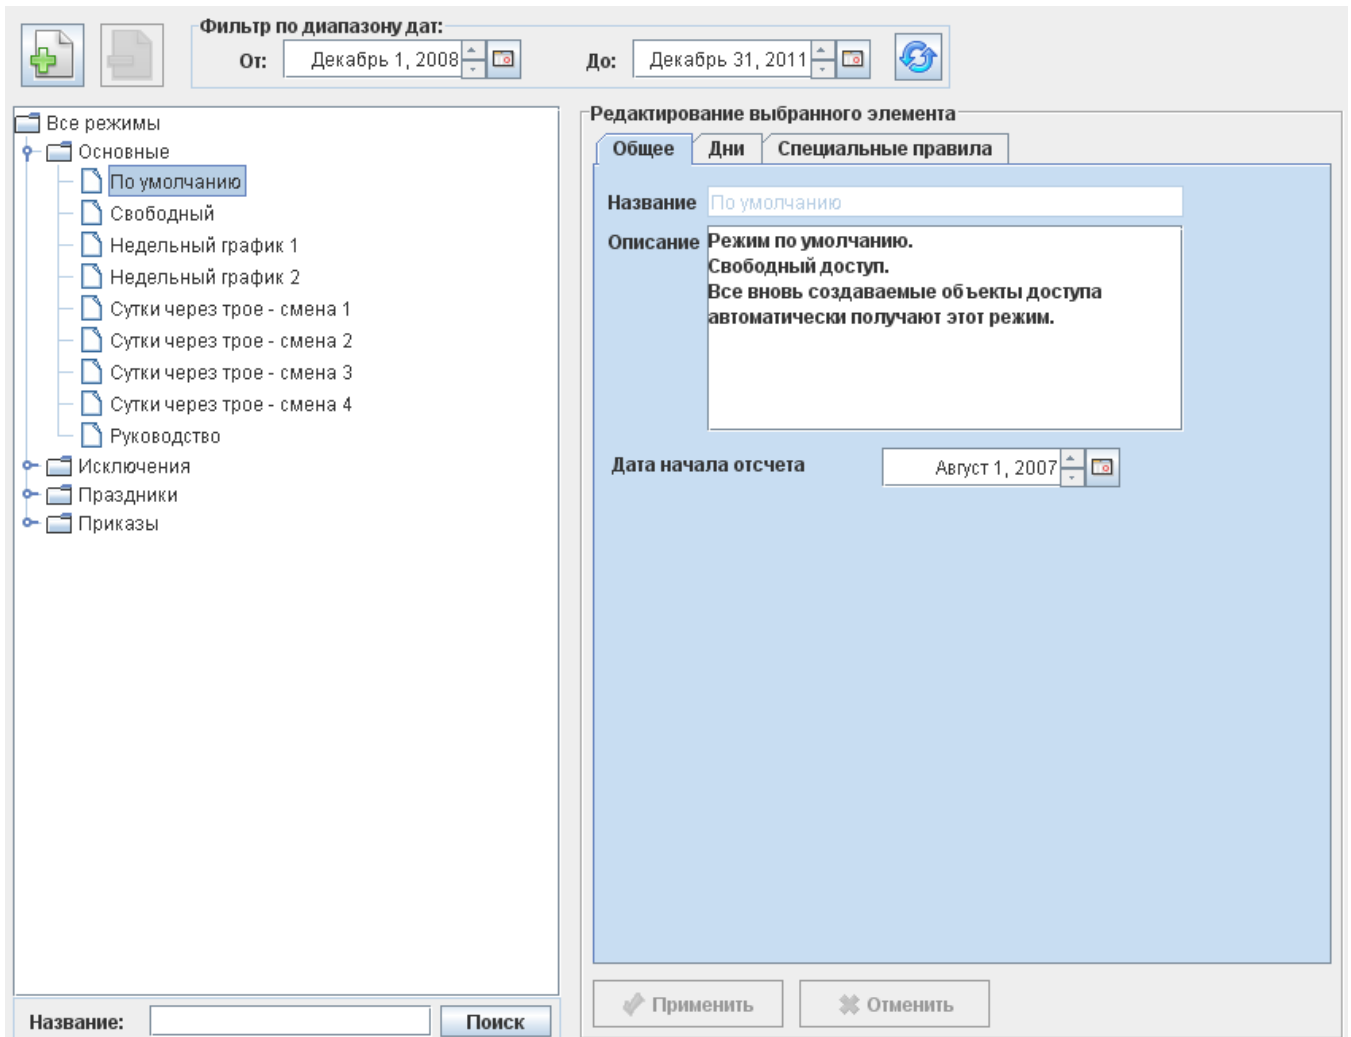 Фильтр по диапазону дат:
От: Декабрь 1, 2008 До: Декабрь 31, 2011
Все режимы
Основные
По умолчанию
Свободный
Недельный график 1
Недельный график 2
Сутки через трое - смена 1
Сутки через трое - смена 2
Сутки через трое - смена 3
Сутки через трое - смена 4
Руководство
Исключения
Праздники
Приказы
Название: Поиск
Редактирование выбранного элемента
Общее Дни Специальные правила
Название По умолчанию
Описание Режим по умолчанию.
Свободный доступ.
Все вновь создаваемые объекты доступа
автоматически получают этот режим.
Дата начала отсчета Август 1, 2007
Применить Отменить